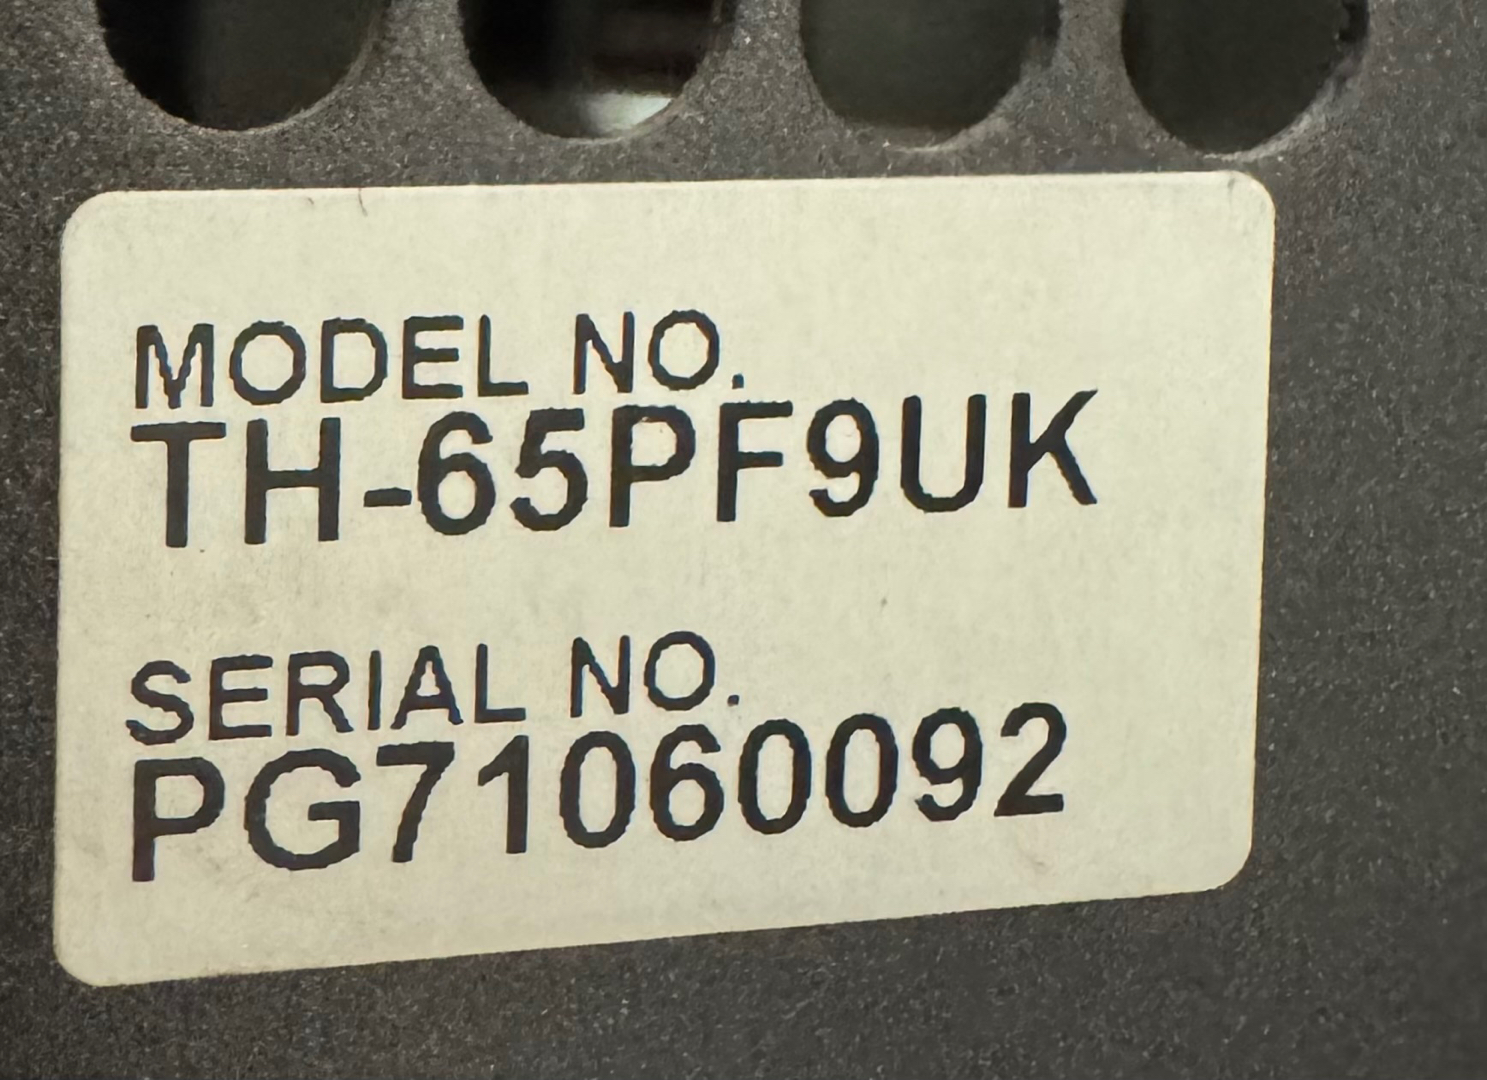 MODEL NO.
TH-65PF9UK
SERIAL NO.
PG71060092